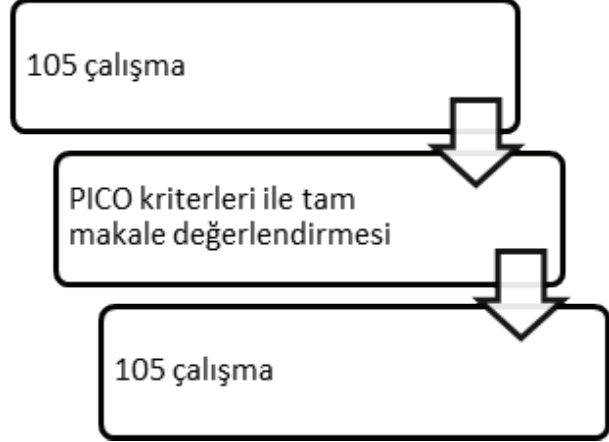 105 çalışma
PICO kriterleri ile tam
makale değerlendirmesi
105 çalışma